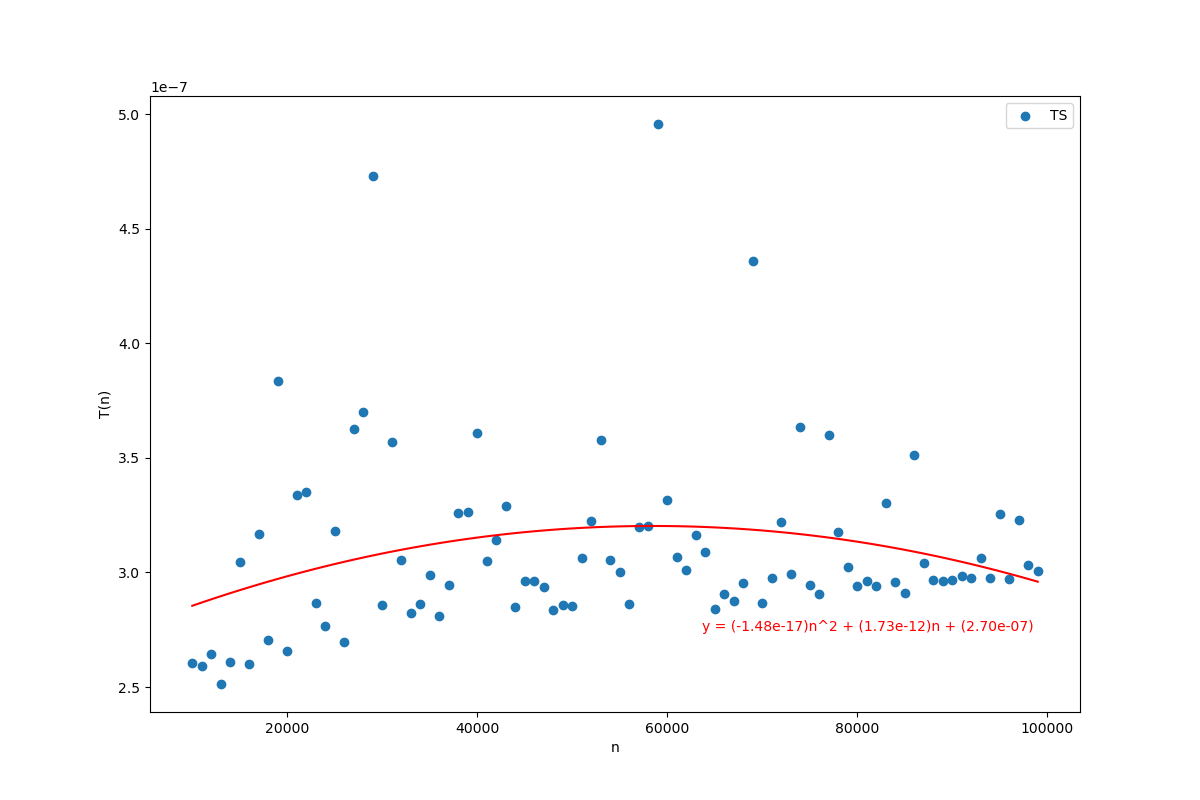 1e−7
TS
5.0
4.5
4.0
3.5
3.0
2.5
T(n)
y = (-1.48e-17)n^2 + (1.73e-12)n + (2.70e-07)
20000 40000 60000 80000 100000
n